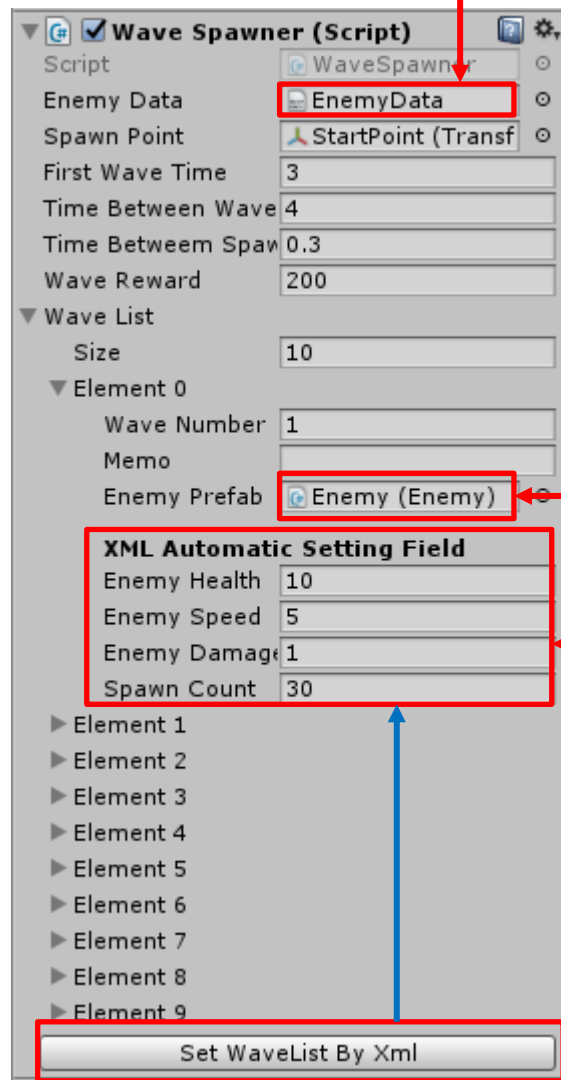 Wave Spawner (Script)
Script WaveSpawner
Enemy Data EnemyData
Spawn Point StartPoint (Transf
First Wave Time 3
Time Between Wave 4
Time Betweem Spaw 0.3
Wave Reward 200
Wave List
Size 10
Element 0
Wave Number 1
Memo
Enemy Prefab Enemy (Enemy)
XML Automatic Setting Field
Enemy Health 10
Enemy Speed 5
Enemy Damage 1
Spawn Count 30
Element 1
Element 2
Element 3
Element 4
Element 5
Element 6
Element 7
Element 8
Element 9
Set WaveList By Xml